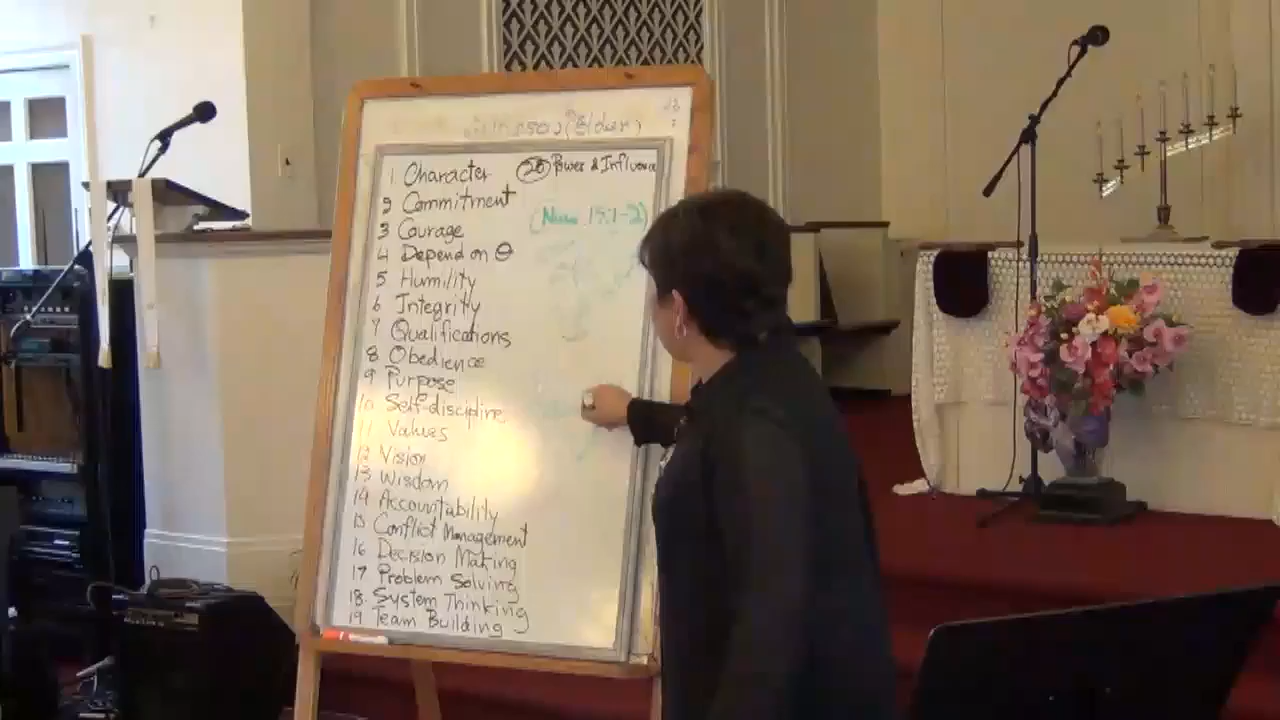 (Elder)
1 Character
2 Commitment
3 Courage
4 Depend on Θ
5 Humility
6 Integrity
7 Qualifications
8 Obedience
9 Purpose
10 Self-discipline
11 Values
12 Vision
13 Wisdom
14 Accountability
15 Conflict Management
16 Decision Making
17 Problem Solving
18. System Thinking
19 Team Building
20 Power & Influence